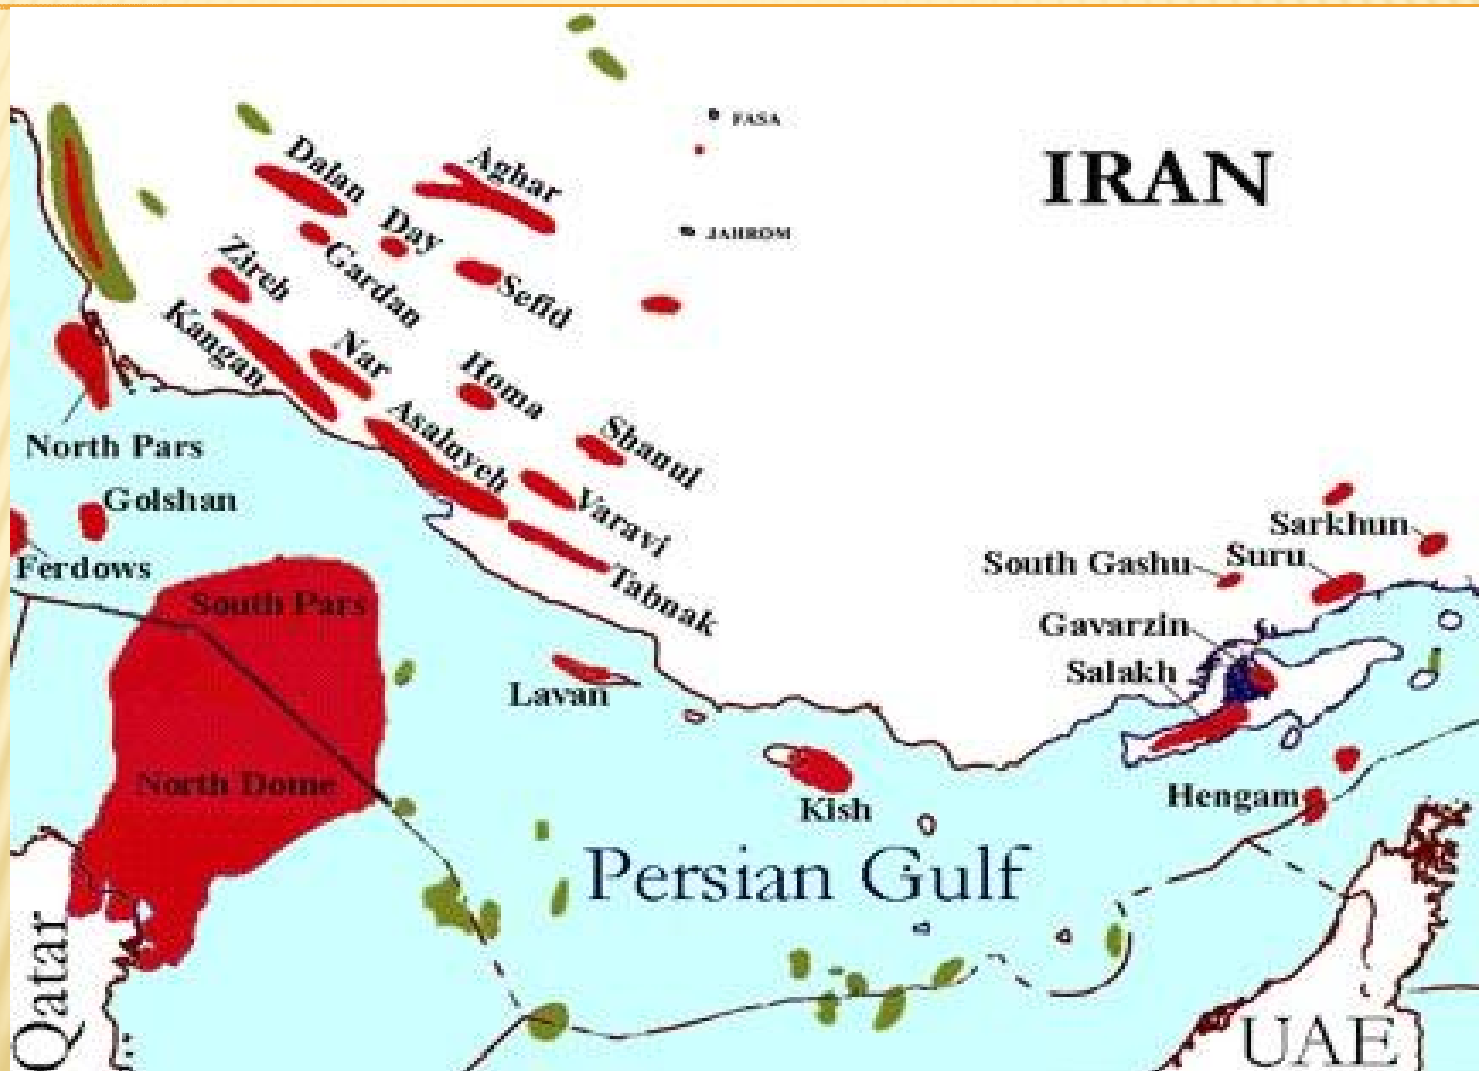 FASA
IRAN
Dalan
Aghar
JAHROM
Day
Zireh
Gardan
Sefid
Kangan
Nar
Homa
Asaluyeh
Shanul
North Pars
Golshan
Varavi
Sarkhun
Ferdows
South Gashu
Suru
South Pars
Tabnak
Gavarzin
Salakh
Lavan
North Dome
Kish
Hengam
Persian Gulf
Qatar
UAE